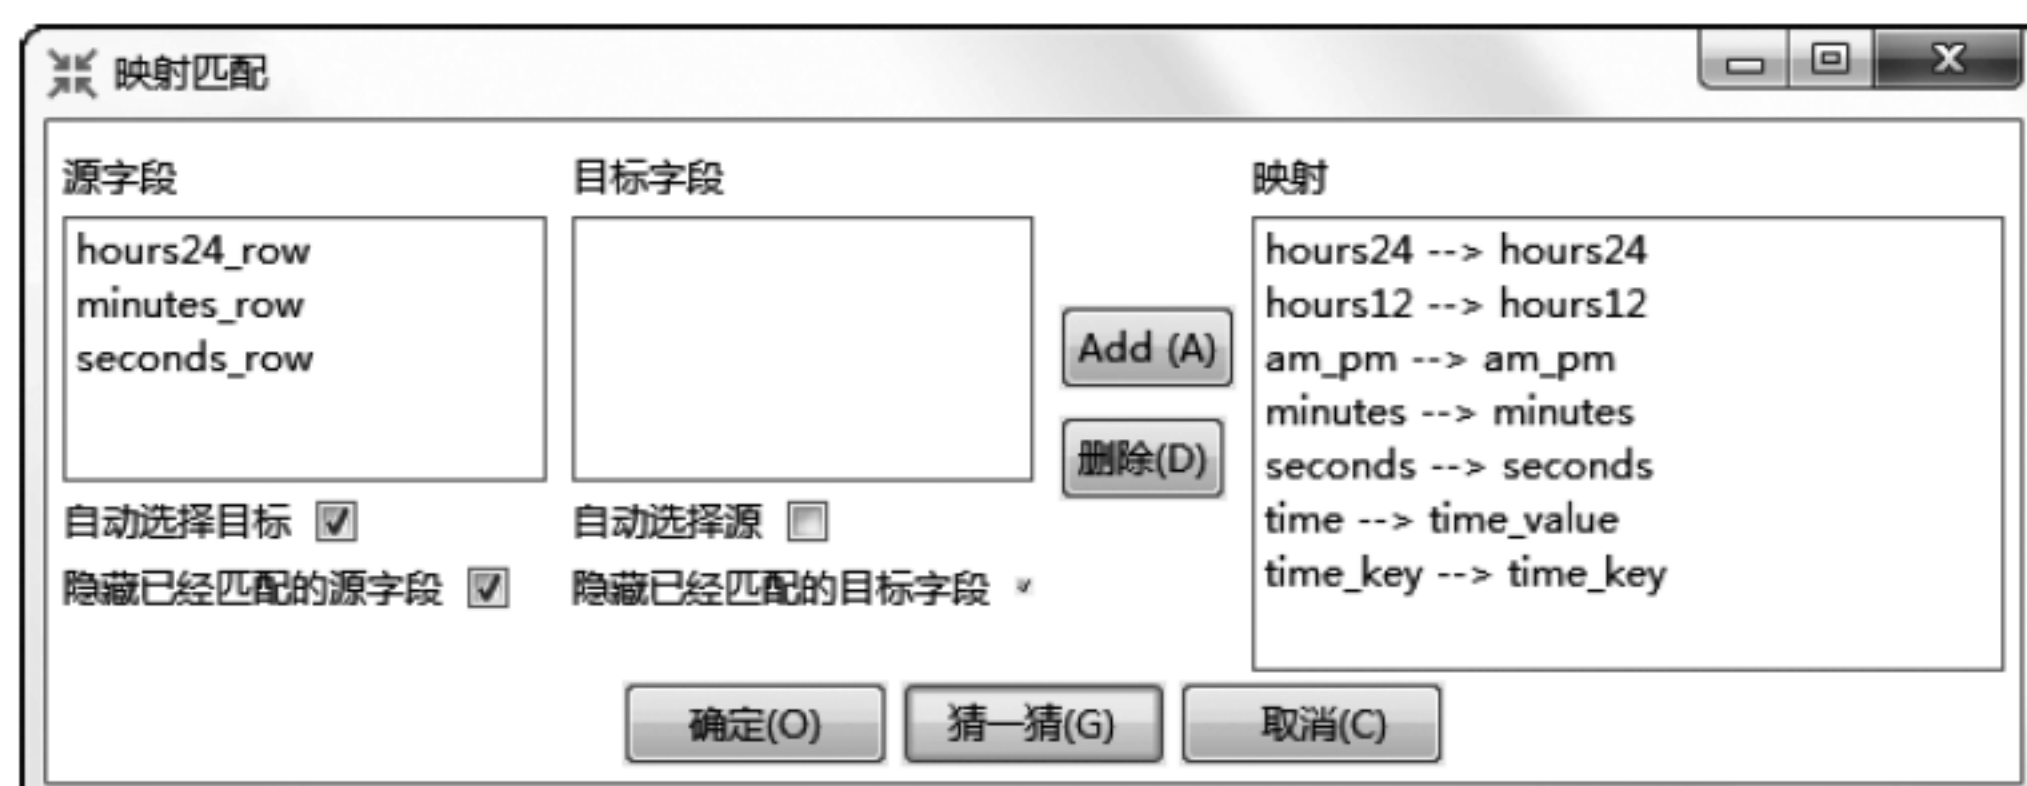 映射匹配
源字段
目标字段
映射
hours24_row
minutes_row
seconds_row
Add (A)
删除(D)
hours24 --> hours24
hours12 --> hours12
am_pm --> am_pm
minutes --> minutes
seconds --> seconds
time --> time_value
time_key --> time_key
自动选择目标
自动选择源
隐藏已经匹配的源字段
隐藏已经匹配的目标字段
确定(O)
猜一猜(G)
取消(C)